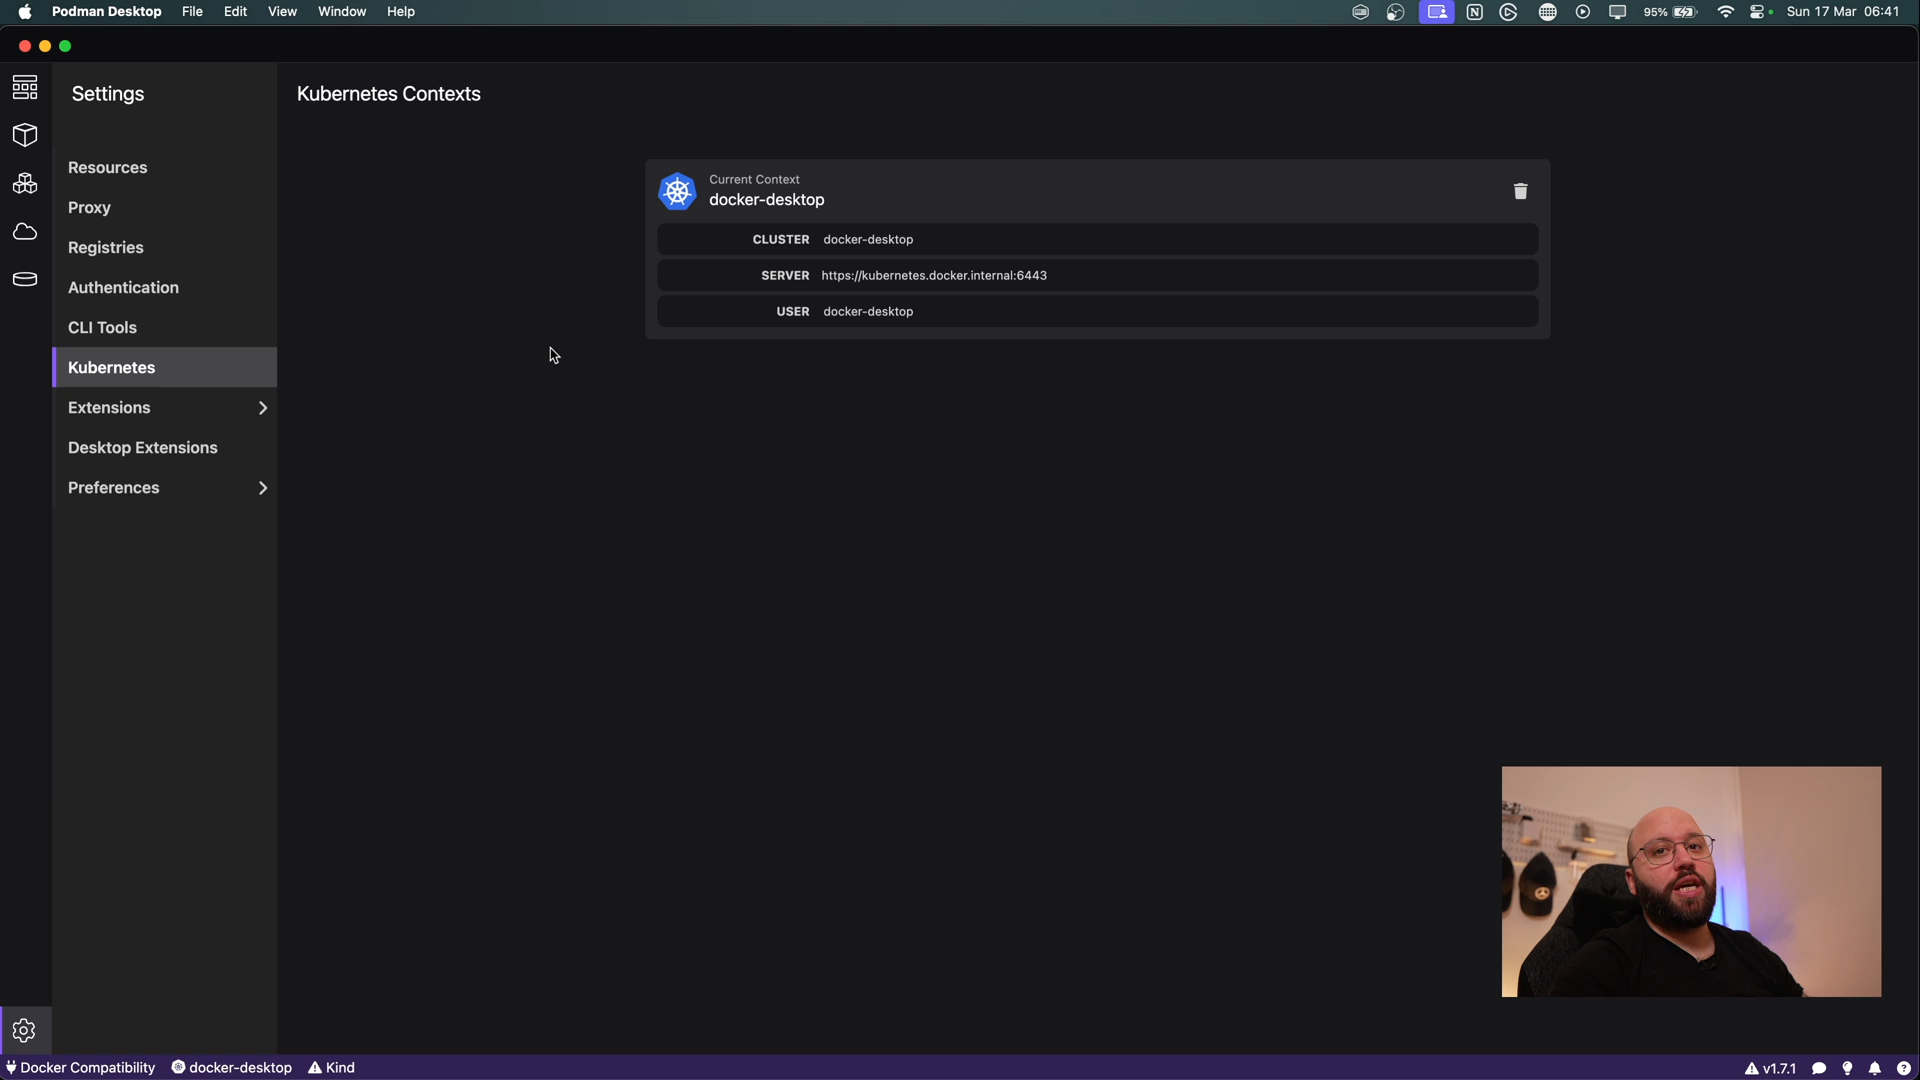 Podman Desktop File Edit View Window Help
95% Sun 17 Mar 06:41
Settings
Kubernetes Contexts
Resources
Proxy
Registries
Authentication
CLI Tools
Kubernetes
Extensions
Desktop Extensions
Preferences
Current Context
docker-desktop
CLUSTER docker-desktop
SERVER https://kubernetes.docker.internal:6443
USER docker-desktop
Docker Compatibility docker-desktop Kind
v1.7.1